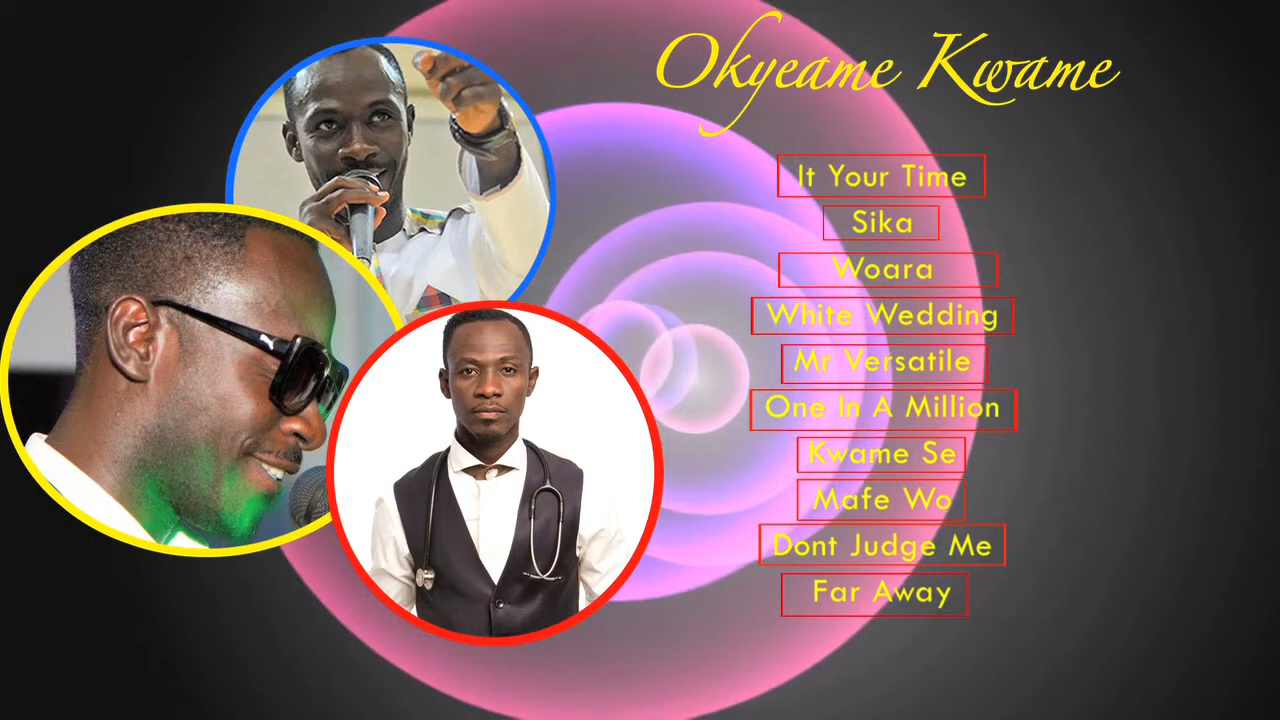 Okyeame Kwame
It Your Time
Sika
Woara
White Wedding
Mr Versatile
One In A Million
Kwame Se
Mafe Wo
Dont Judge Me
Far Away